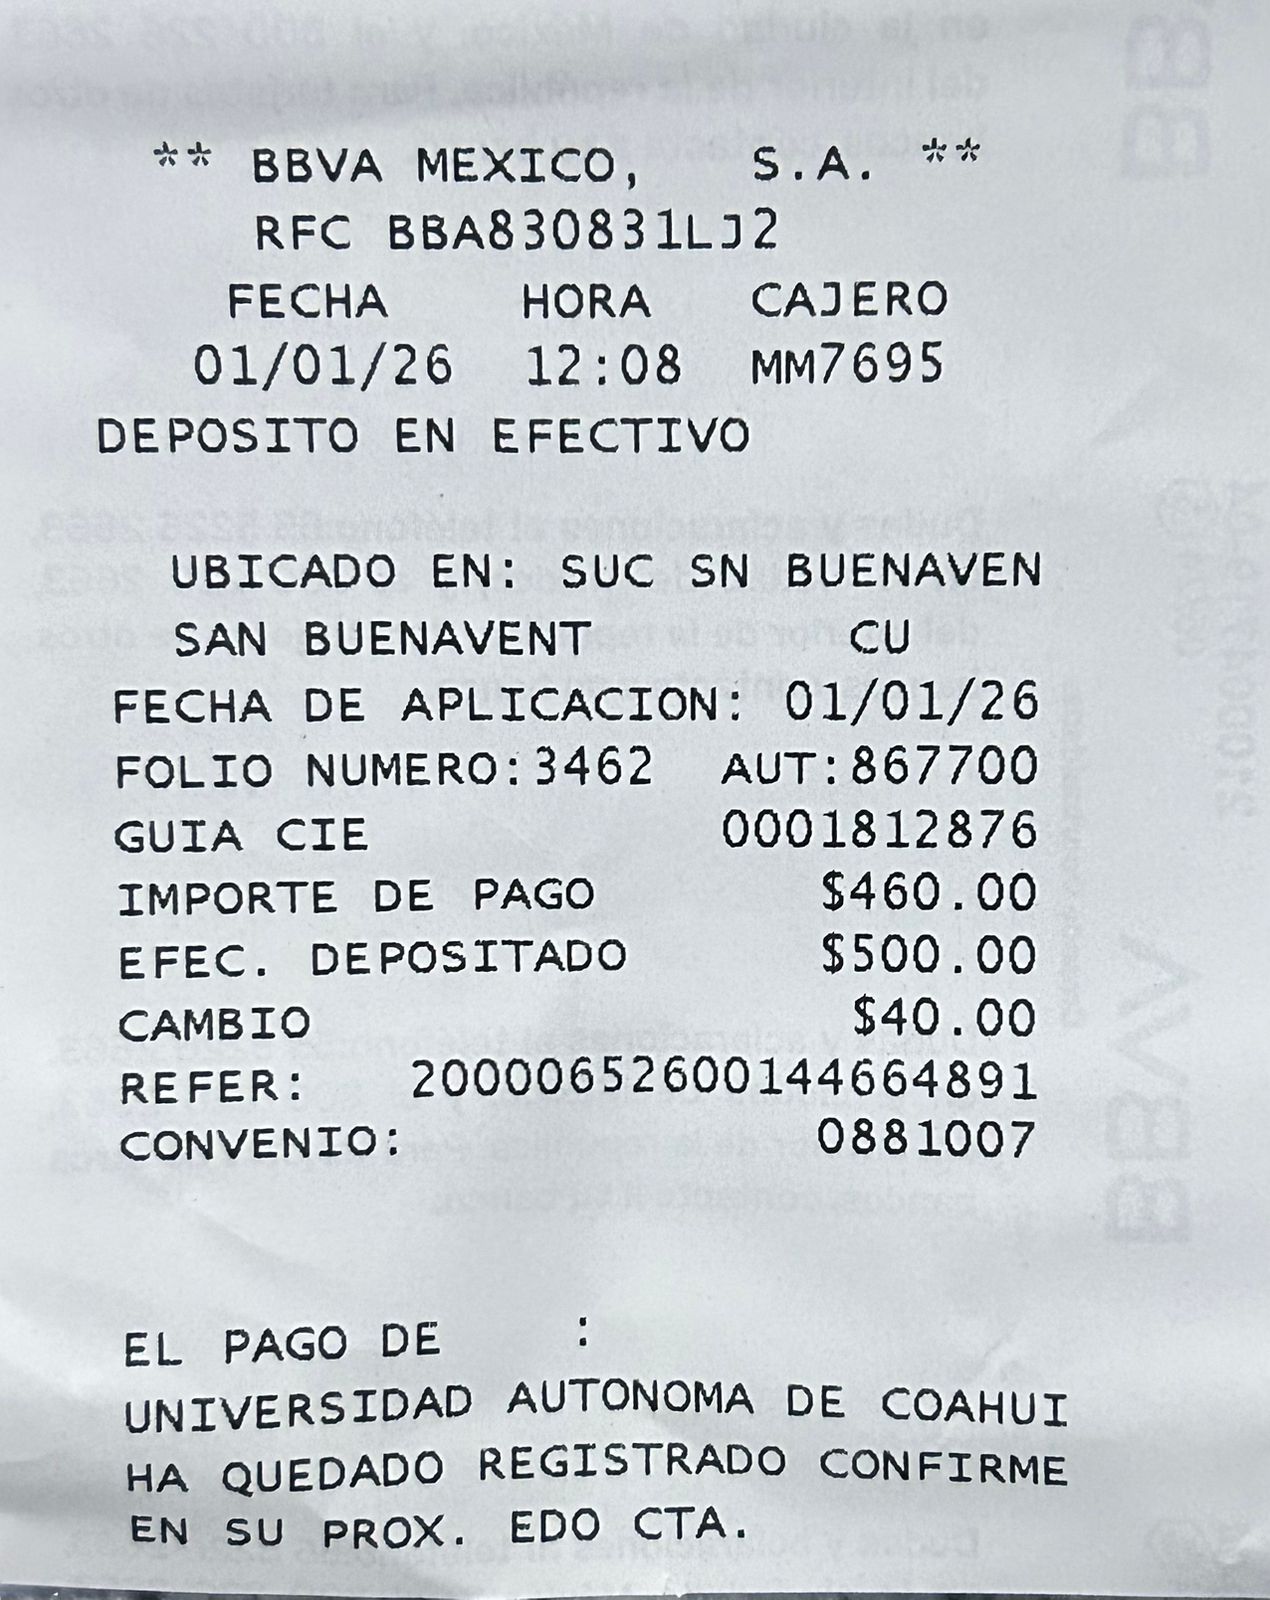 ** BBVA MEXICO, S.A. **
RFC BBA830831LJ2
FECHA HORA CAJERO
01/01/26 12:08 MM7695
DEPOSITO EN EFECTIVO
UBICADO EN: SUC SN BUENAVEN
SAN BUENAVENT CU
FECHA DE APLICACION: 01/01/26
FOLIO NUMERO:3462 AUT:867700
GUIA CIE 0001812876
IMPORTE DE PAGO $460.00
EFEC. DEPOSITADO $500.00
CAMBIO $40.00
REFER: 20000652600144664891
CONVENIO: 0881007
EL PAGO DE :
UNIVERSIDAD AUTONOMA DE COAHUI
HA QUEDADO REGISTRADO CONFIRME
EN SU PROX. EDO CTA.